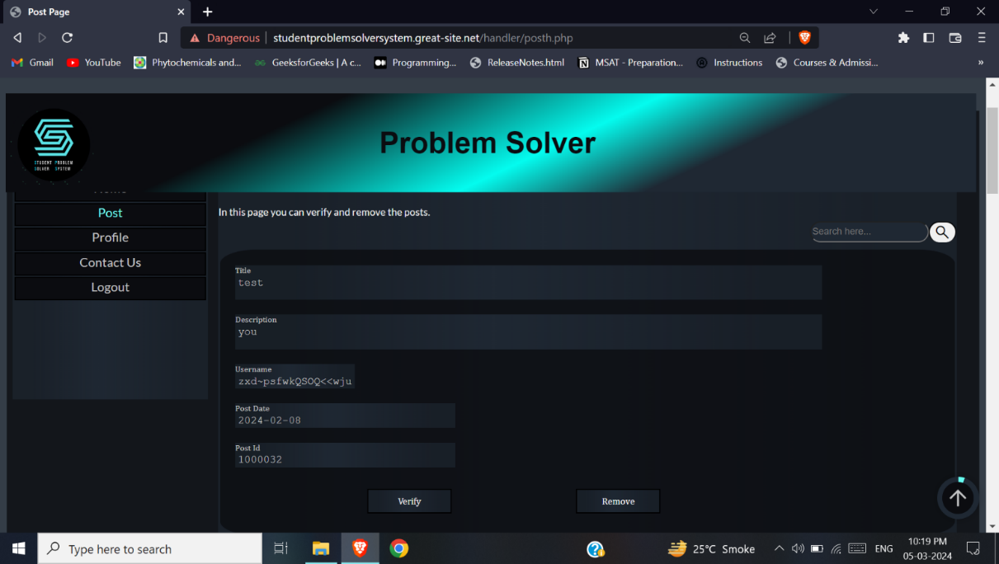 Post Page
Dangerous studentproblemsolversystem.great-site.net/handler/posth.php
Gmail YouTube Phytochemicals and... GeeksforGeeks | A c... Programming... ReleaseNotes.html MSAT - Preparation... Instructions Courses & Admissi... »
STUDENT PROBLEM
SOLVER SYSTEM
Problem Solver
Post
Profile
Contact Us
Logout
In this page you can verify and remove the posts.
Search here...
Title
test
Description
you
Username
zxd~psfwkQSOQ<<wju
Post Date
2024-02-08
Post Id
1000032
Verify Remove
Type here to search
25°C Smoke
ENG
10:19 PM
05-03-2024